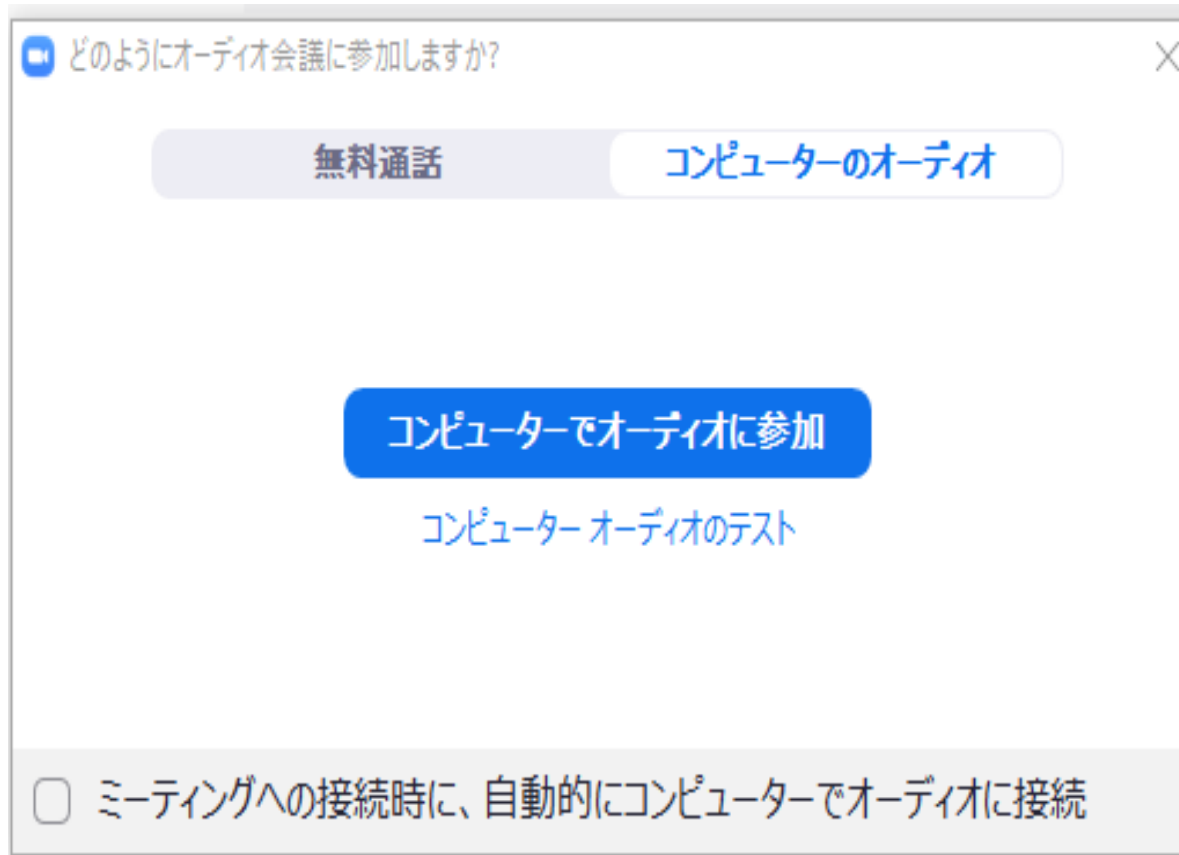 どのようにオーディオ会議に参加しますか?
無料通話
コンピューターのオーディオ
コンピューターでオーディオに参加
コンピューター オーディオのテスト
ミーティングへの接続時に、自動的にコンピューターでオーディオに接続